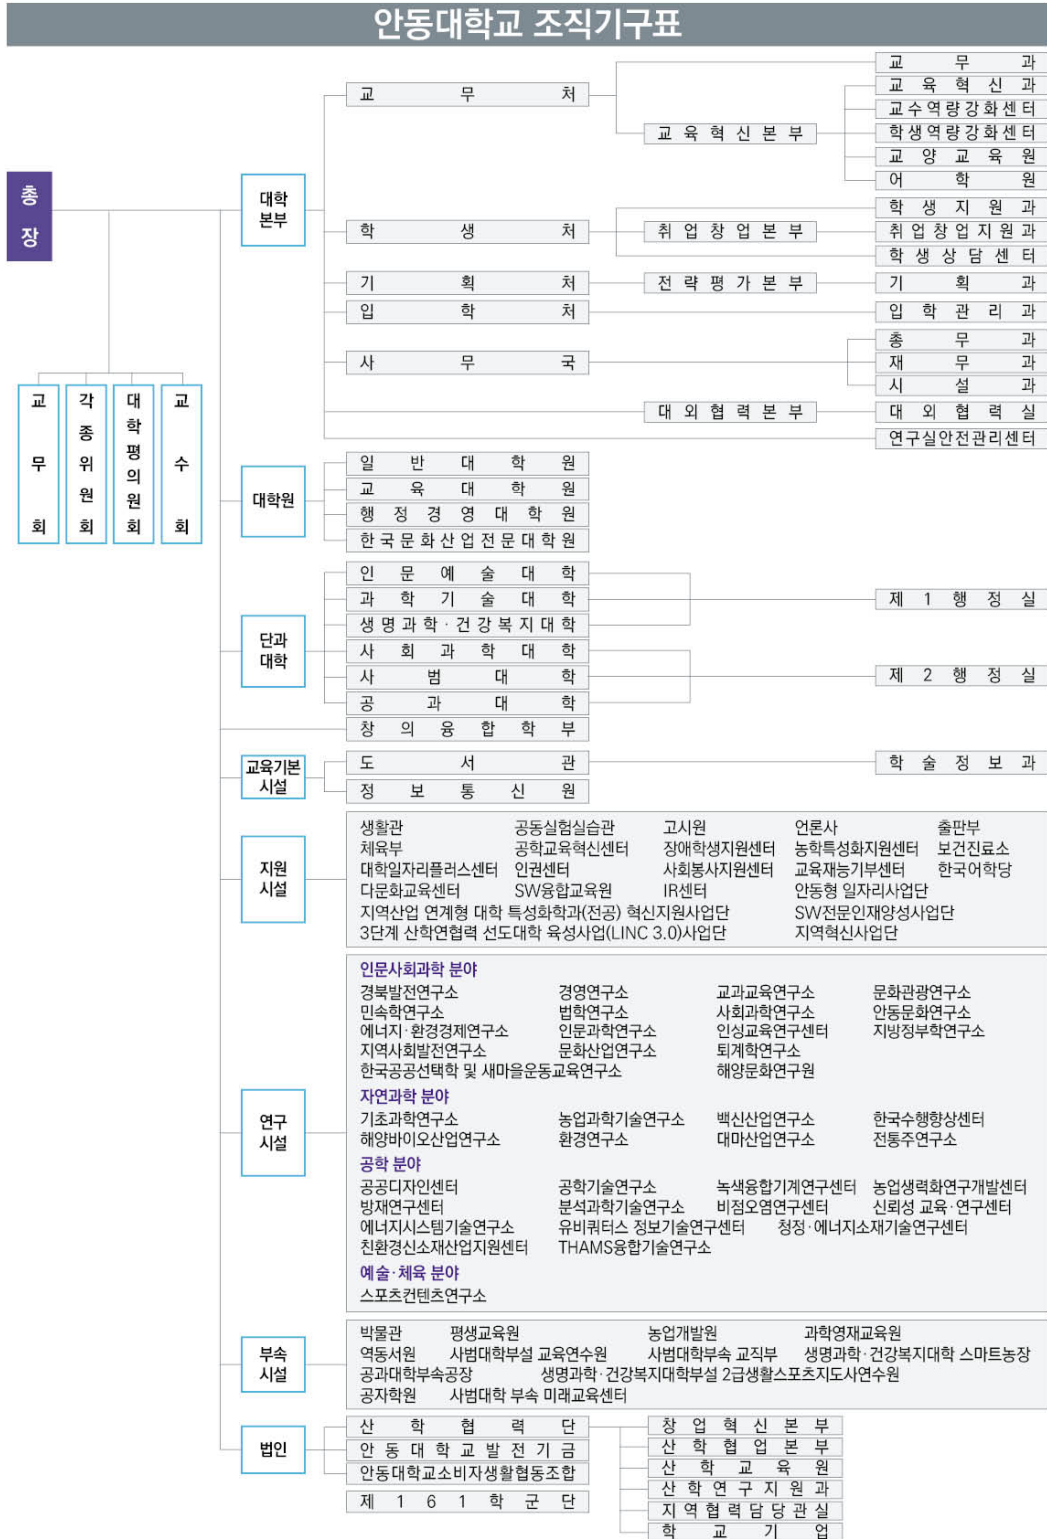 안동대학교 조직기구표
총장
교무회
각종위원회
대학평의원회
교수회
대학
본부
교무처
교무과
교육혁신본부
교육혁신과
교수역량강화센터
학생역량강화센터
교양교육원
어학원
학생처
학생지원과
취업창업본부
취업창업지원과
학생상담센터
기획처
전략평가본부
기획과
입학처
입학관리과
사무국
총무과
재무과
시설과
대외협력본부
대외협력실
연구실안전관리센터
대학원
일반대학원
교육대학원
행정경영대학원
한국문화산업전문대학원
단과
대학
인문예술대학
과학기술대학
생명과학·건강복지대학
제1행정실
사회과학대학
사범대학
공과대학
제2행정실
창의융합학부
교육기본
시설
도서관
학술정보과
정보통신원
지원
시설
생활관 공동실험실습관 고시원 언론사 출판부
체육부 공학교육혁신센터 장애학생지원센터 농학특성화지원센터 보건진료소
대학일자리플러스센터 인권센터 사회봉사지원센터 교육재능기부센터 한국어학당
다문화교육센터 SW융합교육원 IR센터 안동형 일자리사업단
지역산업 연계형 대학 특성화학과(전공) 혁신지원사업단 SW전문인재양성사업단
3단계 산학연협력 선도대학 육성사업(LINC 3.0)사업단 지역혁신사업단
연구
시설
인문사회과학 분야
경북발전연구소 경영연구소 교과교육연구소 문화관광연구소
민속학연구소 법학연구소 사회과학연구소 안동문화연구소
에너지·환경경제연구소 인문과학연구소 인성교육연구센터 지방정부학연구소
지역사회발전연구소 문화산업연구소 퇴계학연구소
한국공공선택학 및 새마을운동교육연구소 해양문화연구원
자연과학 분야
기초과학연구소 농업과학기술연구소 백신산업연구소 한국수행향상센터
해양바이오산업연구소 환경연구소 대마산업연구소 전통주연구소
공학 분야
공공디자인센터 공학기술연구소 녹색융합기계연구센터 농업생력화연구개발센터
방재연구센터 분석과학기술연구소 비점오염연구센터 신뢰성 교육·연구센터
에너지시스템기술연구소 유비쿼터스 정보기술연구센터 청정·에너지소재기술연구센터
친환경신소재산업지원센터 THAMS융합기술연구소
예술·체육 분야
스포츠컨텐츠연구소
부속
시설
박물관 평생교육원 농업개발원 과학영재교육원
역동서원 사범대학부설 교육연수원 사범대학부속 교직부 생명과학·건강복지대학 스마트농장
공과대학부속공장 생명과학·건강복지대학부설 2급생활스포츠지도사연수원
공자학원 사범대학 부속 미래교육센터
법인
산학협력단
안동대학교발전기금
안동대학교소비자생활협동조합
제161학군단
창업혁신본부
산학협업본부
산학교육원
산학연구지원과
지역협력담당관실
학교기업